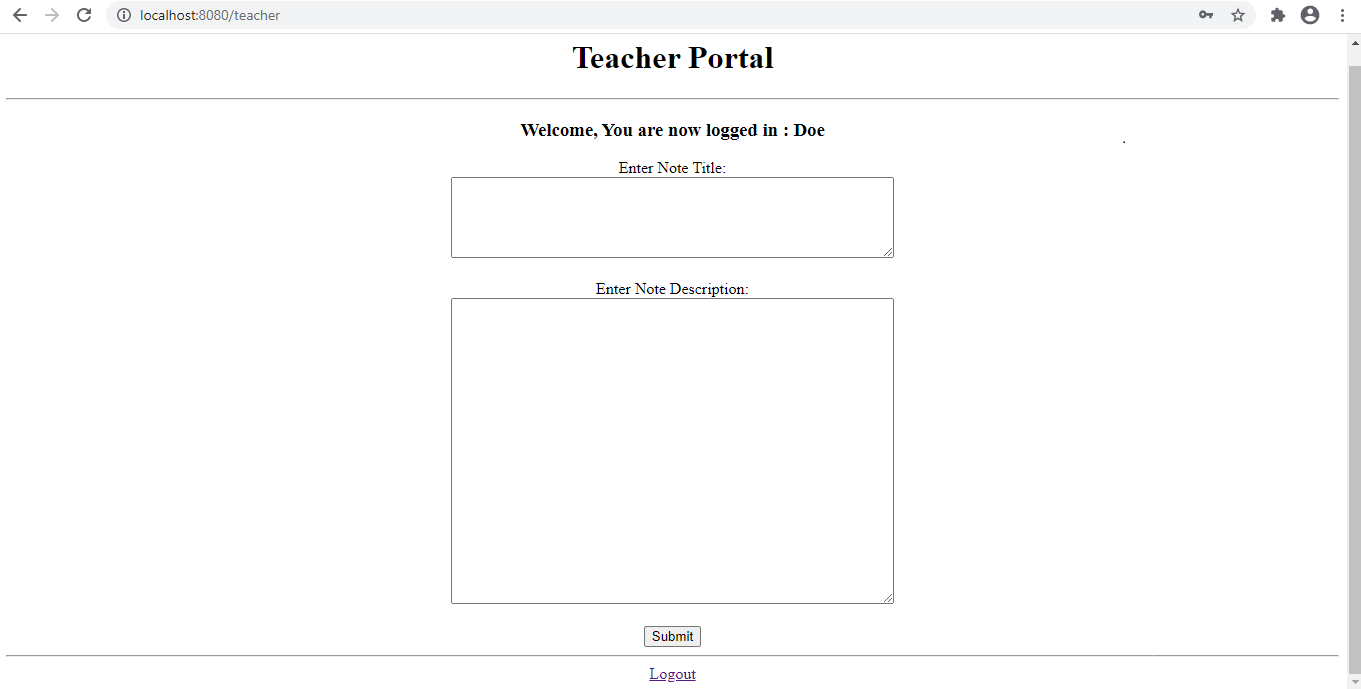 localhost:8080/teacher
Teacher Portal
Welcome, You are now logged in : Doe
.
Enter Note Title:
Enter Note Description:
Submit
Logout